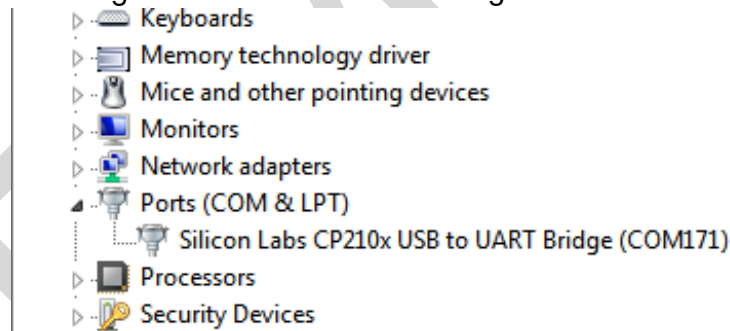 Keyboards
Memory technology driver
Mice and other pointing devices
Monitors
Network adapters
Ports (COM & LPT)
Silicon Labs CP210x USB to UART Bridge (COM171)
Processors
Security Devices